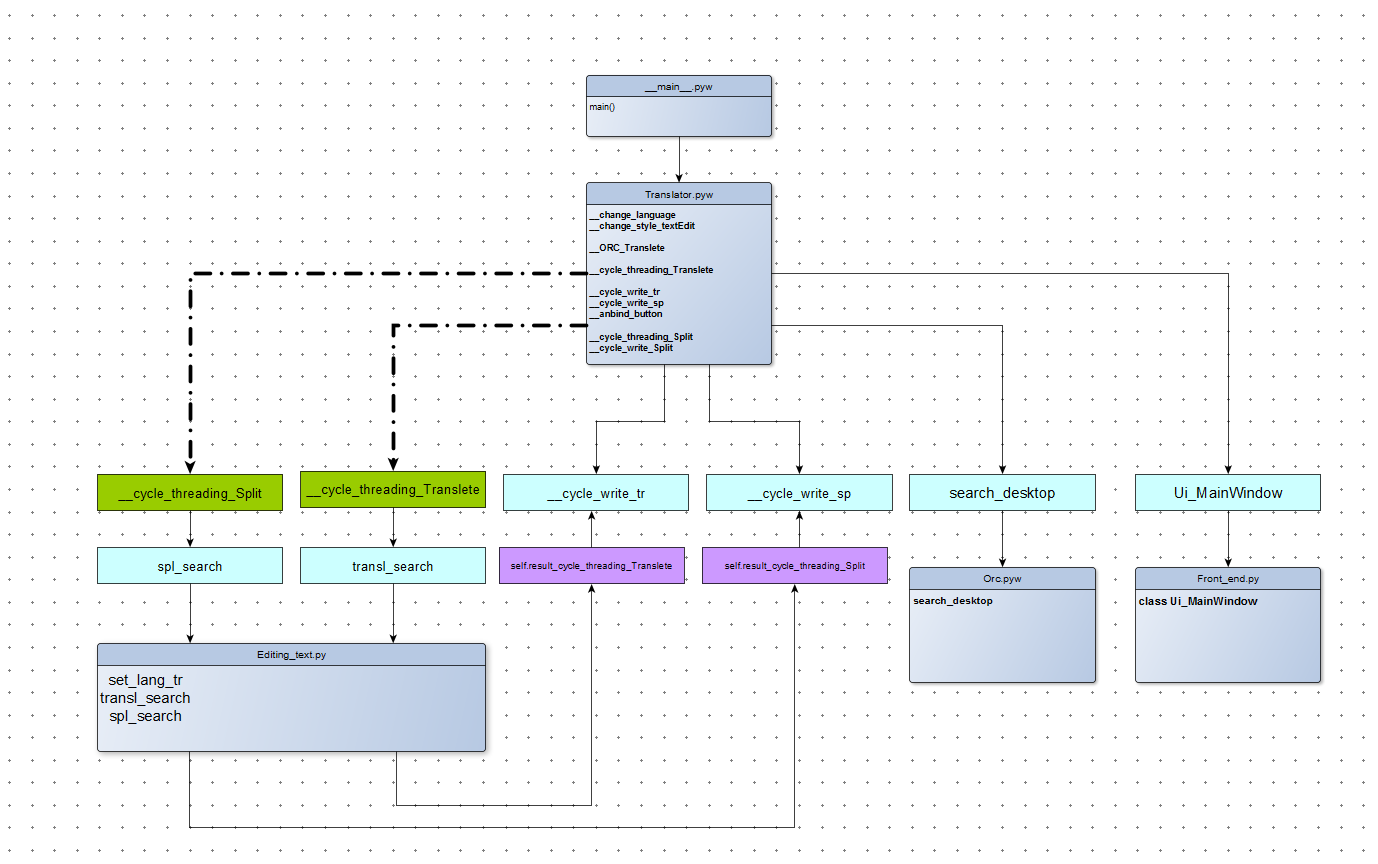 __main__.pyw
main()
Translator.pyw
__change_language
__change_style_textEdit
__ORC_Translete
__cycle_threading_Translete
__cycle_write_tr
__cycle_write_sp
__anbind_button
__cycle_threading_Split
__cycle_write_Split
__cycle_threading_Split
__cycle_threading_Translete
__cycle_write_tr
__cycle_write_sp
search_desktop
Ui_MainWindow
spl_search
transl_search
self.result_cycle_threading_Translete
self.result_cycle_threading_Split
Orc.pyw
search_desktop
Front_end.py
class Ui_MainWindow
Editing_text.py
set_lang_tr
transl_search
spl_search